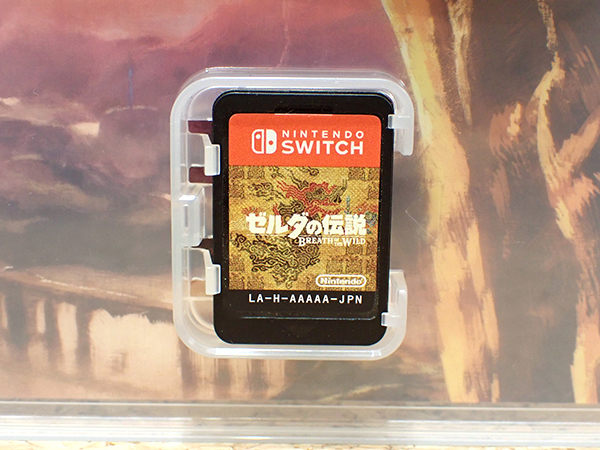 NINTENDO
SWITCH
ゼルダの伝説
BREATH OF THE WILD
Nintendo
LA-H-AAAAA-JPN